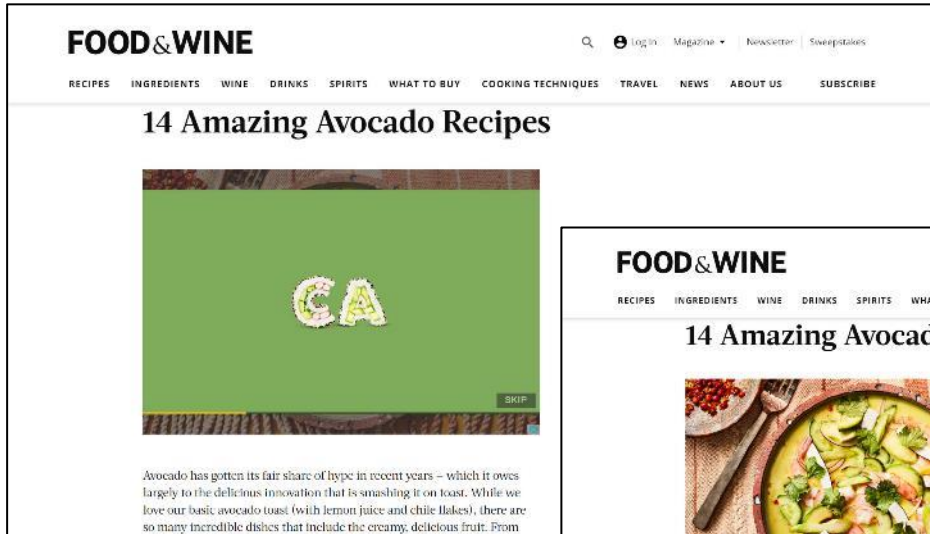 FOOD&WINE
Log In Magazine Newsletter Sweepstakes
RECIPES INGREDIENTS WINE DRINKS SPIRITS WHAT TO BUY COOKING TECHNIQUES TRAVEL NEWS ABOUT US SUBSCRIBE
14 Amazing Avocado Recipes
CA
SKIP
Avocado has gotten its fair share of hype in recent years – which it owes
largely to the delicious innovation that is smashing it on toast. While we
love our basic avocado toast (with lemon juice and chile flakes), there are
so many incredible dishes that include the creamy, delicious fruit. From
FOOD&WINE
RECIPES INGREDIENTS WINE DRINKS SPIRITS WHA
14 Amazing Avocad